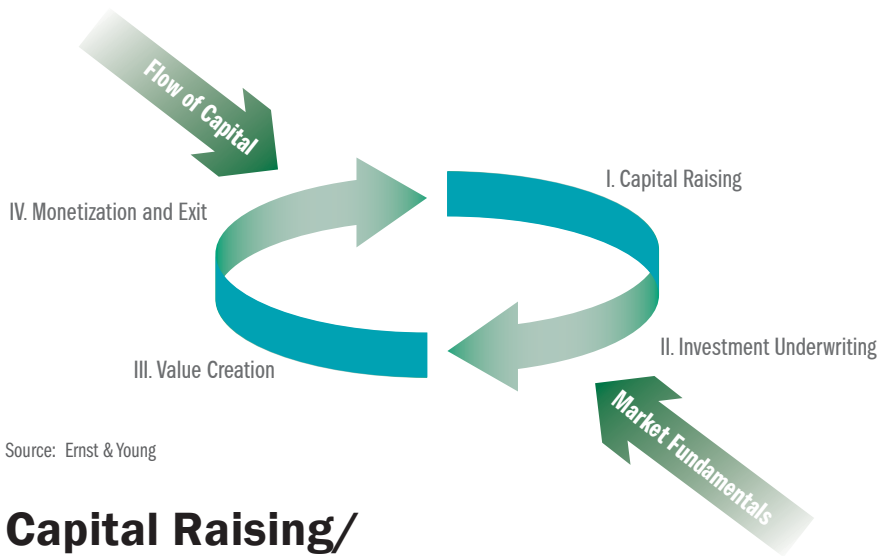 Flow of Capital
I. Capital Raising
IV. Monetization and Exit
II. Investment Underwriting
III. Value Creation
Market Fundamentals
Source: Ernst & Young
Capital Raising/